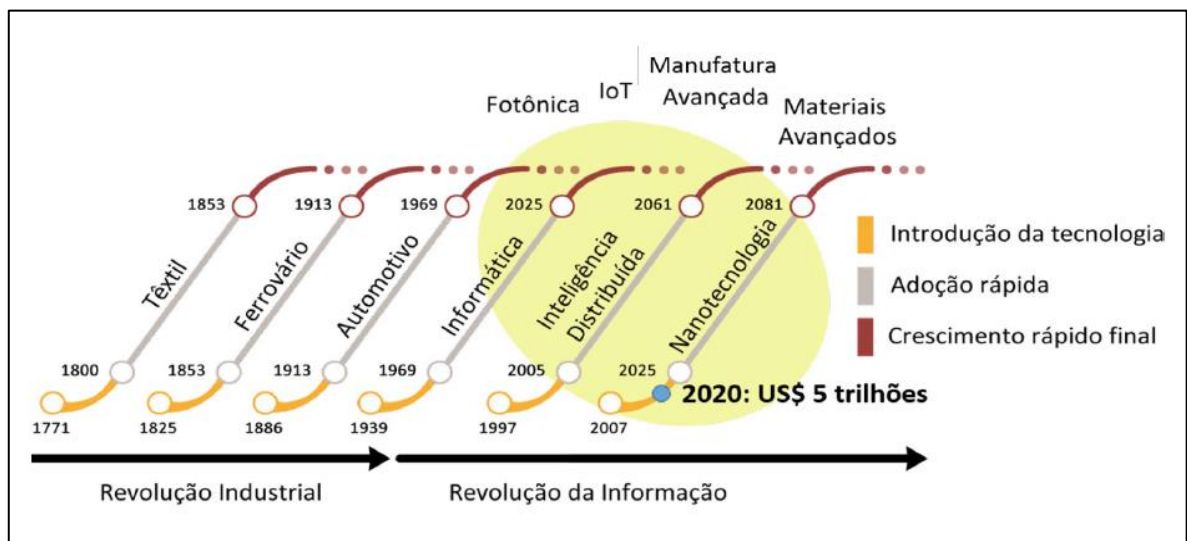 Fotônica
IoT
Manufatura
Avançada
Materiais
Avançados
1853
1913
1969
2025
2061
2081
Têxtil
Ferroviário
Automotivo
Informática
Inteligência
Distribuída
Nanotecnologia
Introdução da tecnologia
Adoção rápida
Crescimento rápido final
1800
1853
1913
1969
2005
2025
2020: US$ 5 trilhões
1771
1825
1886
1939
1997
2007
Revolução Industrial
Revolução da Informação